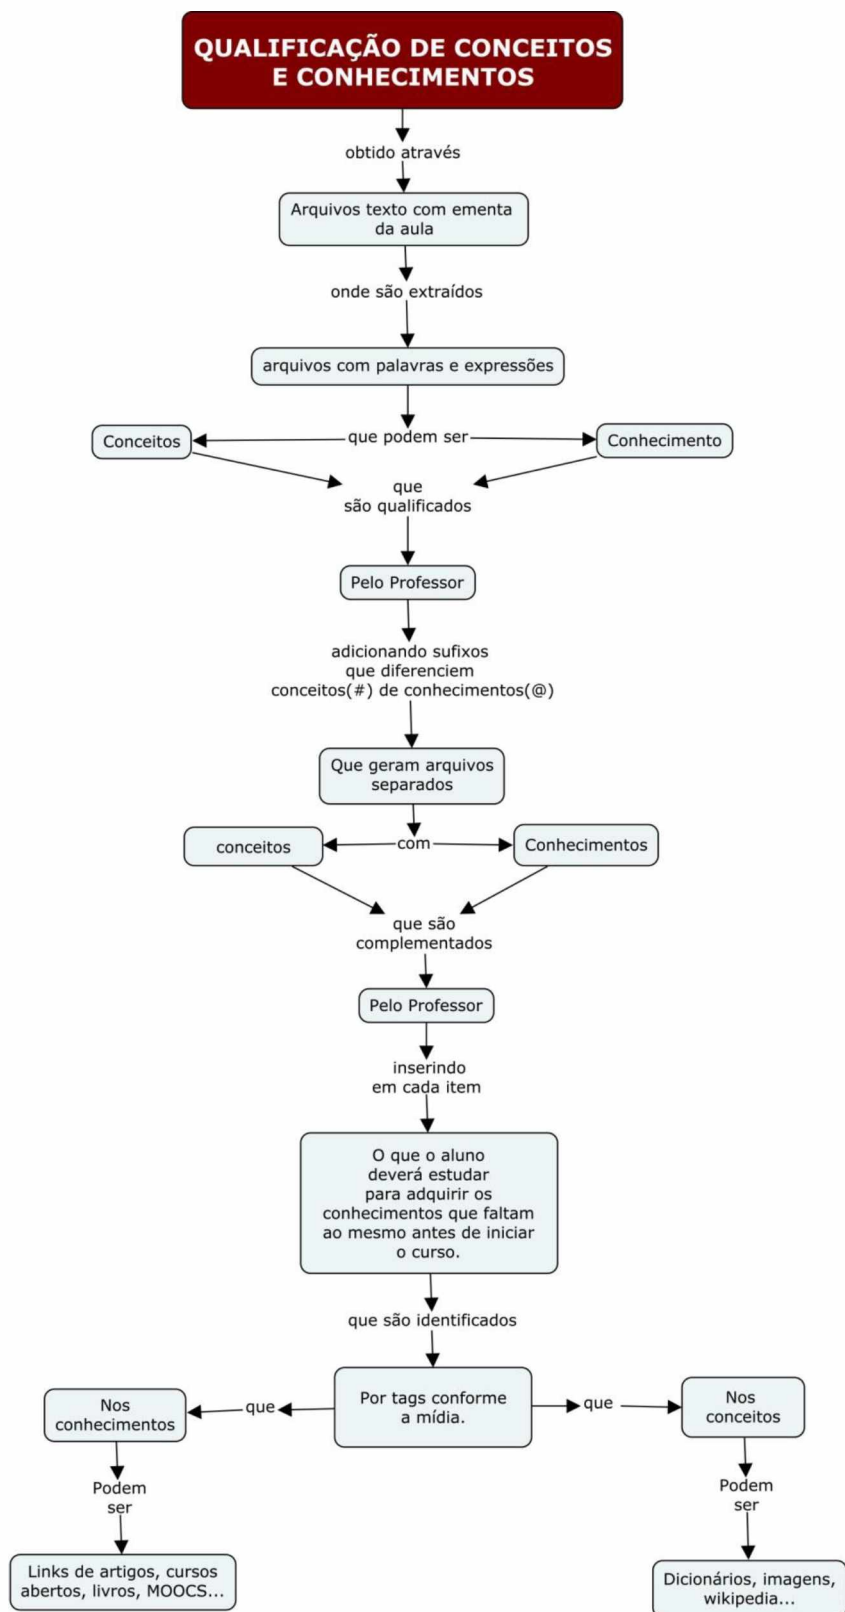 QUALIFICAÇÃO DE CONCEITOS
E CONHECIMENTOS
obtido através
Arquivos texto com ementa
da aula
onde são extraídos
arquivos com palavras e expressões
Conceitos
que podem ser
Conhecimento
que
são qualificados
Pelo Professor
adicionando sufixos
que diferenciem
conceitos(#) de conhecimentos(@)
Que geram arquivos
separados
conceitos
com
Conhecimentos
que são
complementados
Pelo Professor
inserindo
em cada item
O que o aluno
deverá estudar
para adquirir os
conhecimentos que faltam
ao mesmo antes de iniciar
o curso.
que são identificados
Nos
conhecimentos
que
Por tags conforme
a mídia.
que
Nos
conceitos
Podem
ser
Podem
ser
Links de artigos, cursos
abertos, livros, MOOCS...
Dicionários, imagens,
wikipedia...